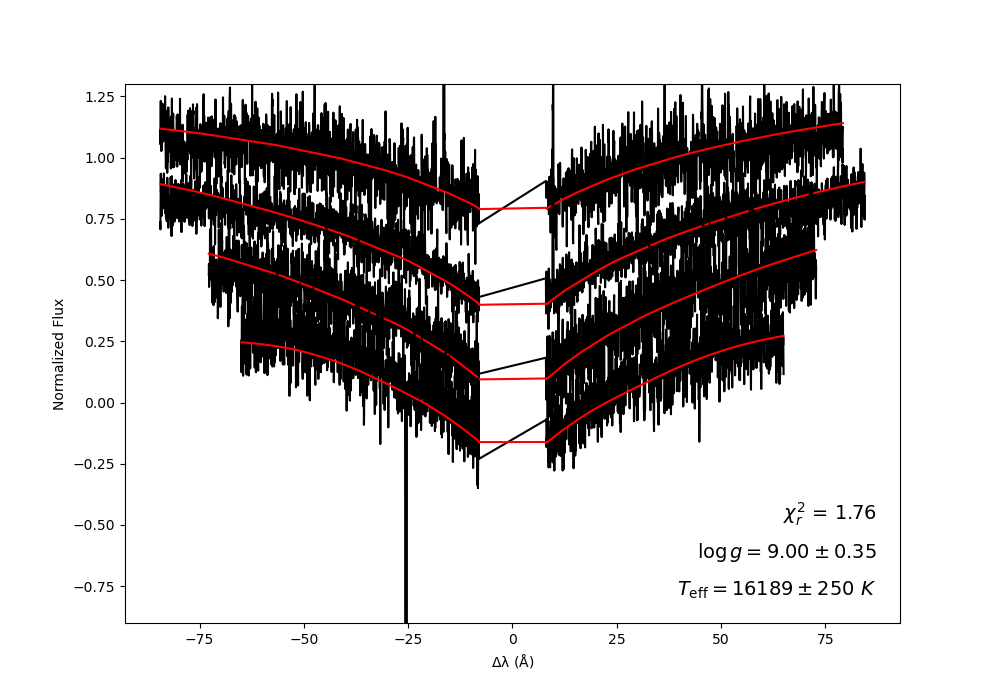 1.25
1.00
0.75
0.50
0.25
0.00
−0.25
−0.50
−0.75
Normalized Flux
χ²ᵣ = 1.76
log g = 9.00 ± 0.35
T_eff = 16189 ± 250 K
−75 −50 −25 0 25 50 75
Δλ (Å)